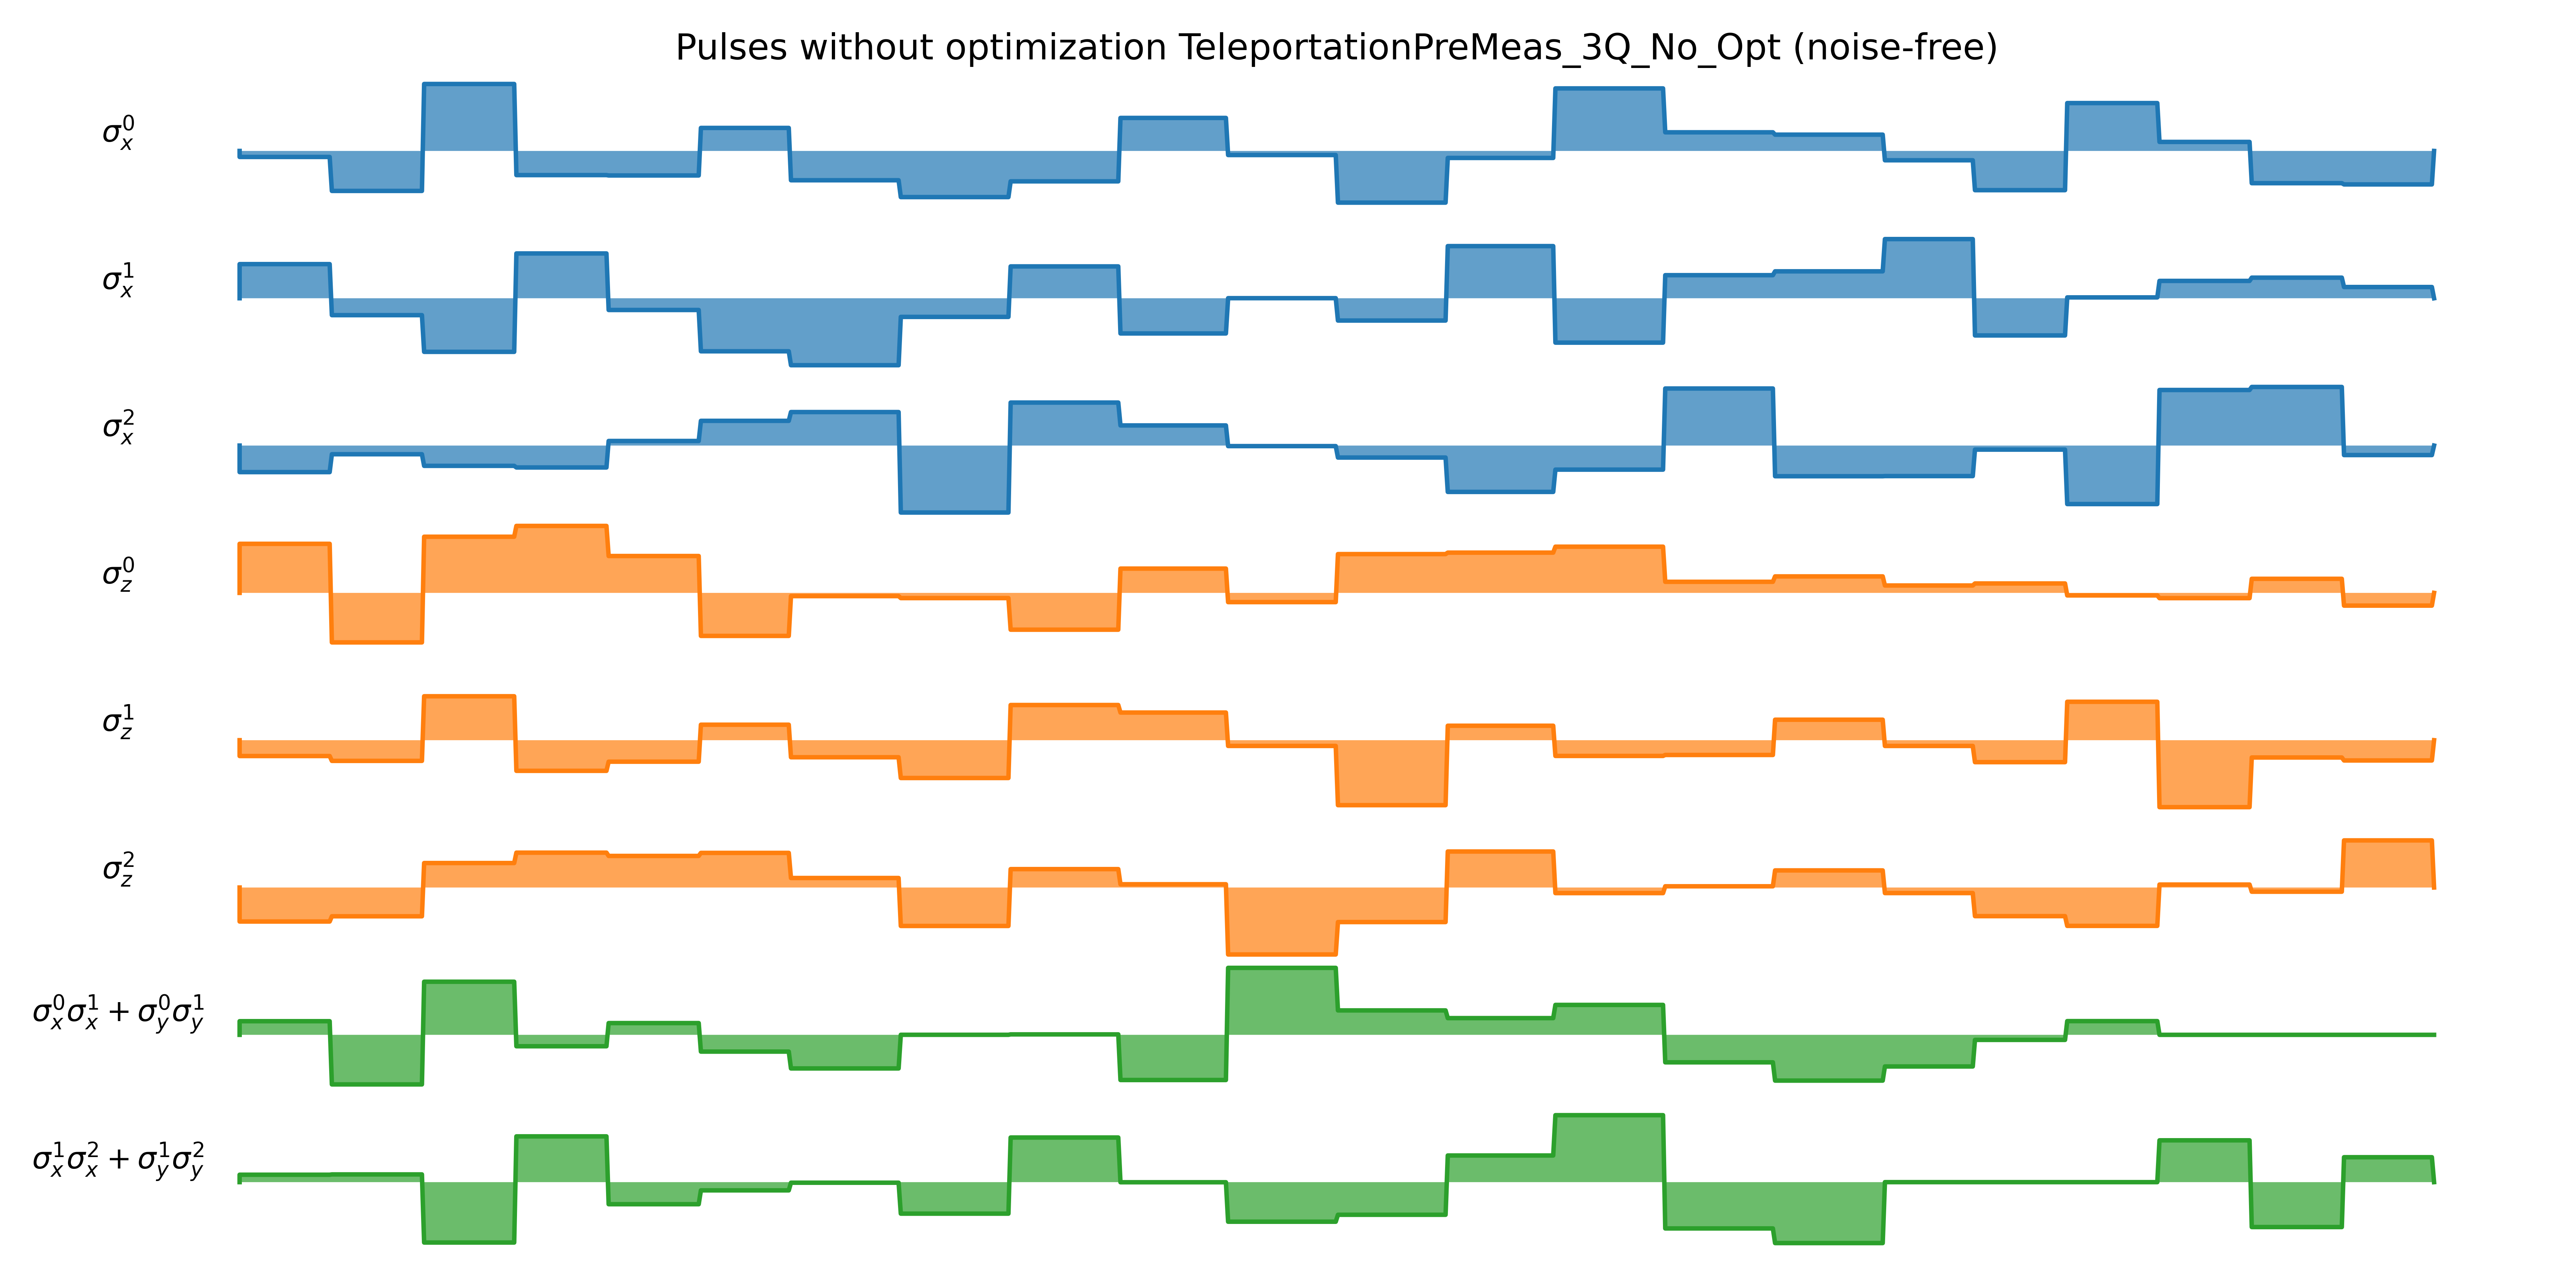 Pulses without optimization TeleportationPreMeas_3Q_No_Opt (noise-free)
σ_x^0
σ_x^1
σ_x^2
σ_z^0
σ_z^1
σ_z^2
σ_x^0σ_x^1 + σ_y^0σ_y^1
σ_x^1σ_x^2 + σ_y^1σ_y^2